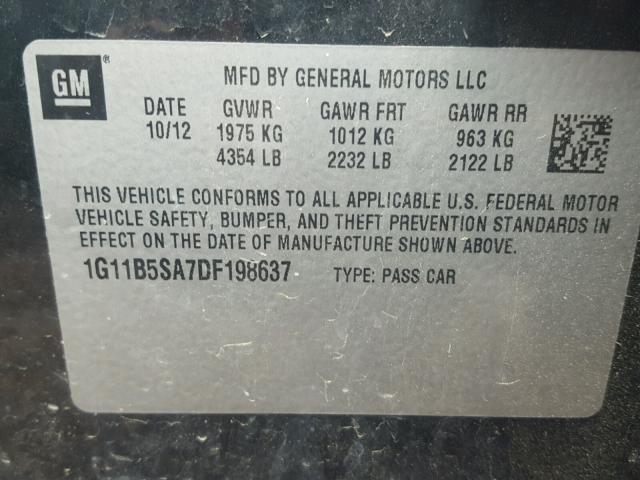 GM ®
MFD BY GENERAL MOTORS LLC
DATE GVWR GAWR FRT GAWR RR
10/12 1975 KG 1012 KG 963 KG
4354 LB 2232 LB 2122 LB
THIS VEHICLE CONFORMS TO ALL APPLICABLE U.S. FEDERAL MOTOR
VEHICLE SAFETY, BUMPER, AND THEFT PREVENTION STANDARDS IN
EFFECT ON THE DATE OF MANUFACTURE SHOWN ABOVE.
1G11B5SA7DF198637 TYPE: PASS CAR